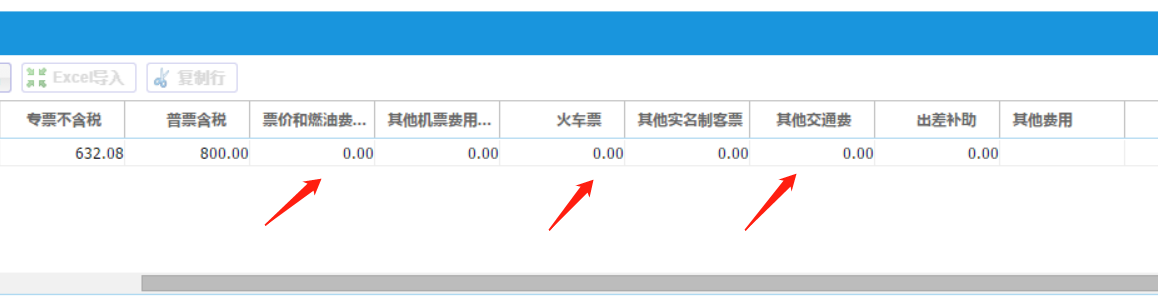 Excel导入 复制行
专票不含税 普票含税 票价和燃油费... 其他机票费用... 火车票 其他实名制客票 其他交通费 出差补助 其他费用
632.08 800.00 0.00 0.00 0.00 0.00 0.00 0.00